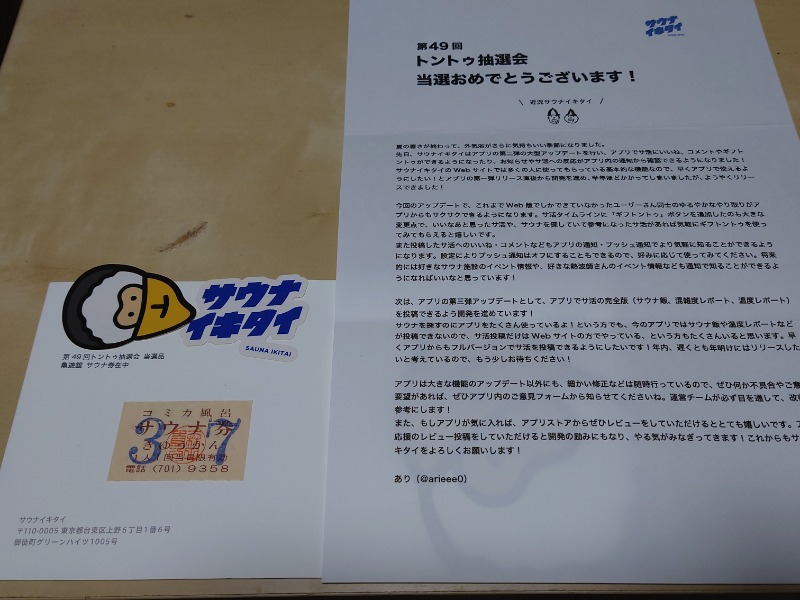 サウナ
イキタイ
第49回
トントゥ抽選会
当選おめでとうございます！
\ 近況サウナイキタイ /
夏の暑さが終わって、外気浴がさらに気持ちいい季節になりました。
先日、サウナイキタイはアプリの第二弾の大型アップデートを行い、アプリでサ活にいいね、コメントやギフト
トントゥができるようになったり、お知らせやサ活への反応がアプリ内の通知から確認できるようになりました！
サウナイキタイのWebサイトでは多くの人に使ってもらっている基本的な機能なので、早くアプリで使えるよ
うにしたい！とアプリの第一弾リリース直後から開発を進め、半年ほどかかってしまいましたが、ようやくリリー
スできました！
今回のアップデートで、これまでWeb版でしかできていなかったユーザーさん同士のゆるやかなやり取りがア
プリからもサクサクできるようになります。サ活タイムラインに「ギフトトントゥ」ボタンを追加したのも大きな
変更点で、いいなあと思ったサ活や、サウナを探していて参考になったサ活があれば気軽にギフトトントゥを使っ
てみてもらえると嬉しいです。
また投稿したサ活へのいいね・コメントなどもアプリの通知・プッシュ通知でより気軽に知ることができるよう
になります。設定によりプッシュ通知はオフにすることもできるので、好みに応じて使ってみてください。将来
的には好きなサウナ施設のイベント情報や、好きな熱波師さんのイベント情報なども通知で知ることができるよ
うになればいいなと思っています！
次は、アプリの第三弾アップデートとして、アプリでサ活の完全版（サウナ飯、混雑度レポート、温度レポート）
を投稿できるよう開発を進めています！
サウナを探すのにアプリをたくさん使っているよ！という方でも、今のアプリではサウナ飯や温度レポートなど
が投稿できないので、サ活投稿だけはWebサイトの方でやっている、という方もたくさんいると思います。早
くアプリからもフルバージョンでサ活を投稿できるようにしたいです！年内、遅くとも年明けにはリリースした
いと考えているので、もう少しお待ちください！
アプリは大きな機能のアップデート以外にも、細かい修正などは随時行っているので、ぜひ何か不具合やご意
要望があれば、ぜひアプリ内のご意見フォームから知らせてくださいね。運営チームが必ず目を通して、改
参考にします！
また、もしアプリが気に入れば、アプリストアからぜひレビューをしていただけるととても嬉しいです。ア
応援のレビュー投稿をしていただけると開発の励みにもなり、やる気がみなぎってきます！これからもサ
キタイをよろしくお願いします！
あり（@arieee0）
サウナ
イキタイ
SAUNA IKITAI
第49回トントゥ抽選会 当選品
亀遊館 サウナ券在中
コミカ風呂
サウナ券
37
きゆうかん
1人1回当日限有効
電話（701）9358
サウナイキタイ
〒110-0005 東京都台東区上野5丁目1番6号
御徒町グリーンハイツ1005号